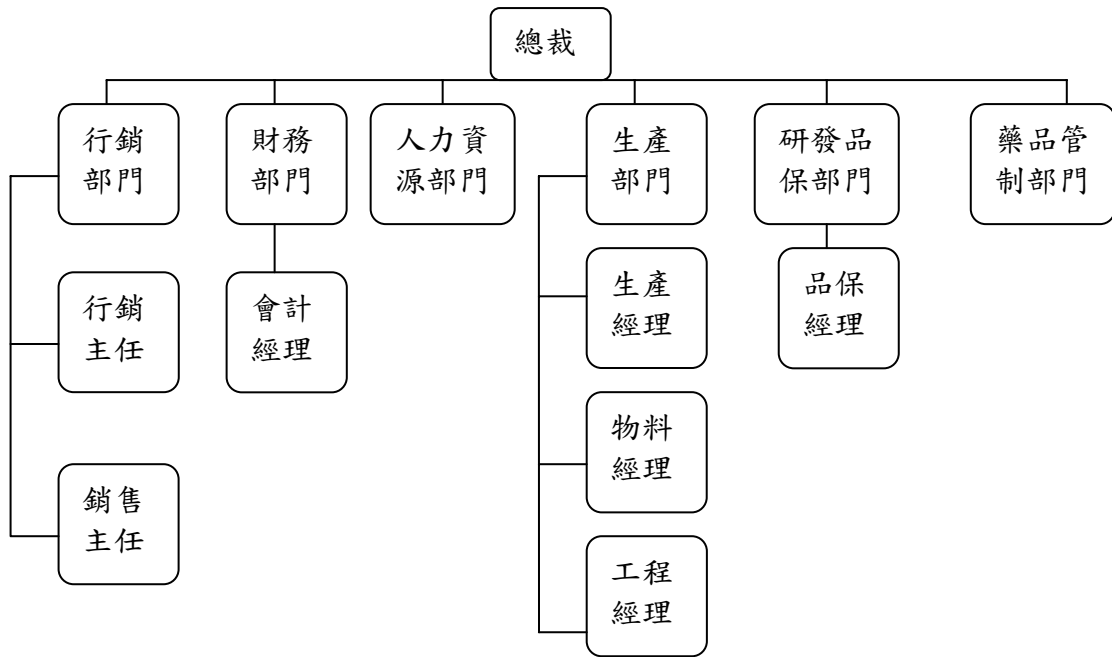 總裁
行銷
部門
財務
部門
人力資
源部門
生產
部門
研發品
保部門
藥品管
制部門
行銷
主任
會計
經理
生產
經理
品保
經理
物料
經理
銷售
主任
工程
經理